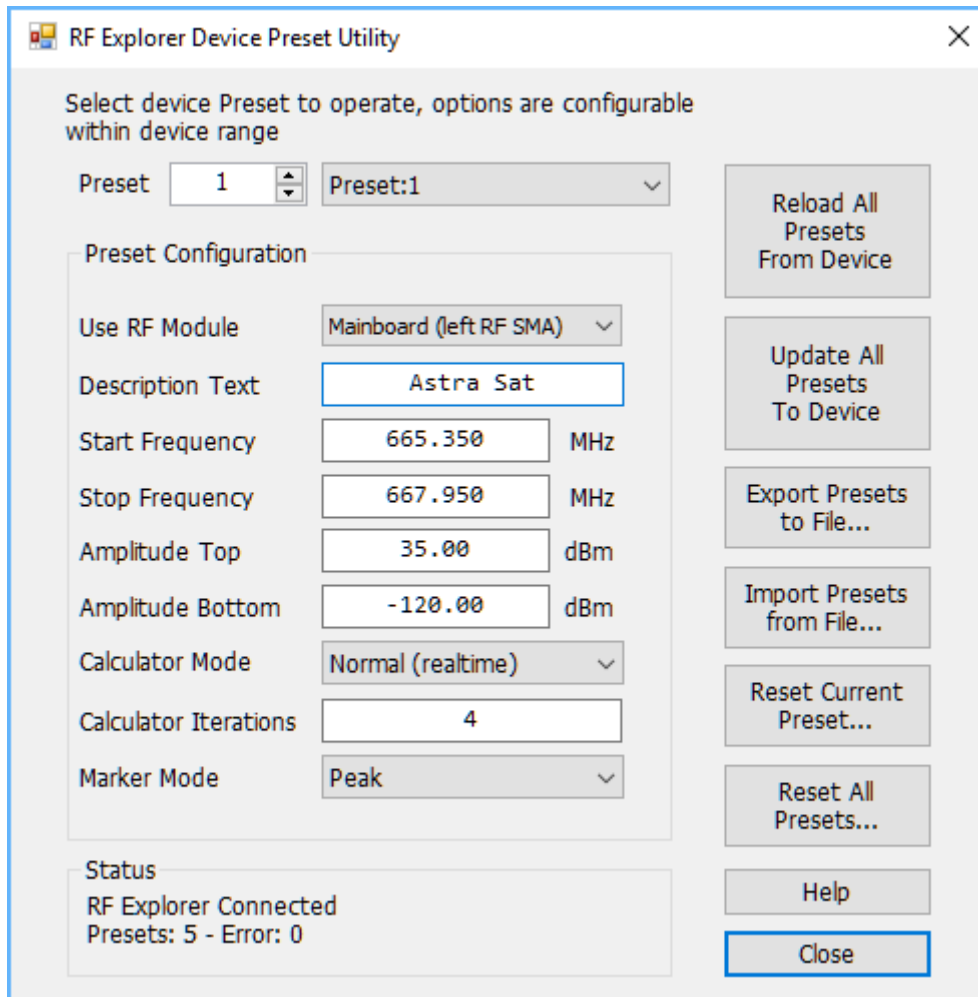 RF Explorer Device Preset Utility
Select device Preset to operate, options are configurable
within device range
Preset 1 Preset:1
Preset Configuration
Use RF Module Mainboard (left RF SMA)
Description Text Astra Sat
Start Frequency 665.350 MHz
Stop Frequency 667.950 MHz
Amplitude Top 35.00 dBm
Amplitude Bottom -120.00 dBm
Calculator Mode Normal (realtime)
Calculator Iterations 4
Marker Mode Peak
Status
RF Explorer Connected
Presets: 5 - Error: 0
Reload All
Presets
From Device
Update All
Presets
To Device
Export Presets
to File...
Import Presets
from File...
Reset Current
Preset...
Reset All
Presets...
Help
Close